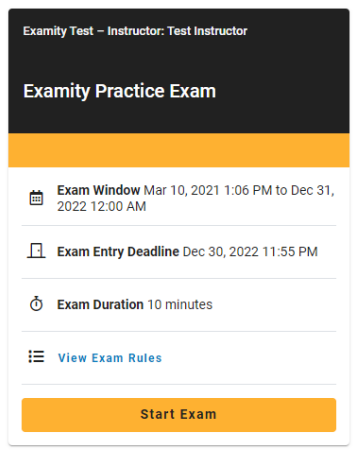 Examity Test – Instructor: Test Instructor
Examity Practice Exam
Exam Window Mar 10, 2021 1:06 PM to Dec 31,
2022 12:00 AM
Exam Entry Deadline Dec 30, 2022 11:55 PM
Exam Duration 10 minutes
View Exam Rules
Start Exam